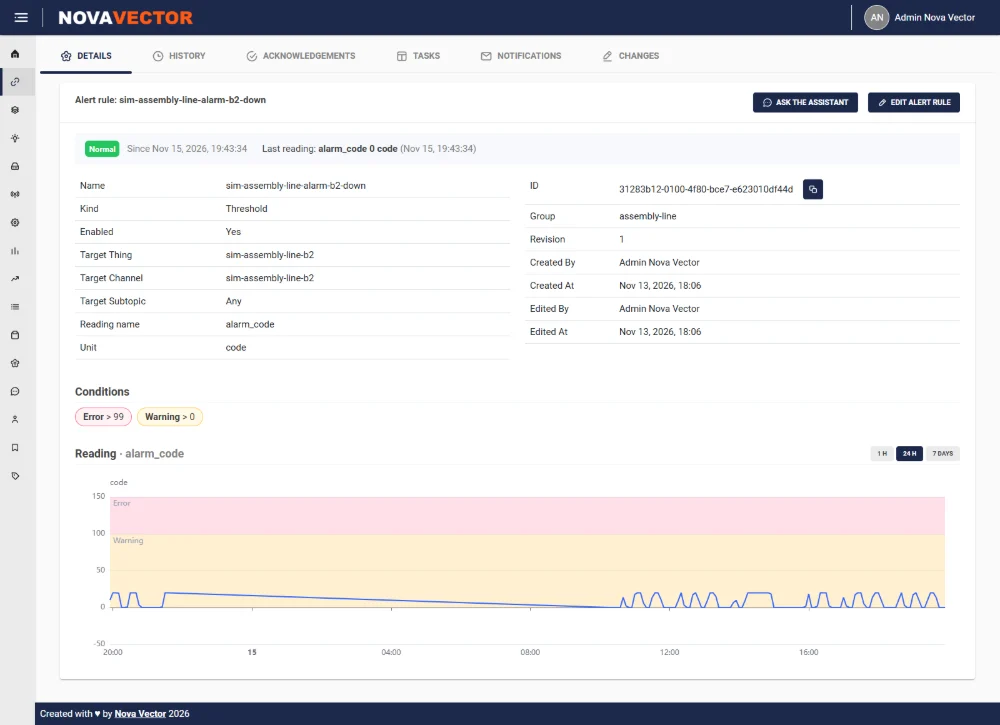 NOVAVECTOR
AN Admin Nova Vector
DETAILS HISTORY ACKNOWLEDGEMENTS TASKS NOTIFICATIONS CHANGES
Alert rule: sim-assembly-line-alarm-b2-down
ASK THE ASSISTANT EDIT ALERT RULE
Normal Since Nov 15, 2026, 19:43:34 Last reading: alarm_code 0 code (Nov 15, 19:43:34)
Name sim-assembly-line-alarm-b2-down
Kind Threshold
Enabled Yes
Target Thing sim-assembly-line-b2
Target Channel sim-assembly-line-b2
Target Subtopic Any
Reading name alarm_code
Unit code
ID 31283b12-0100-4f80-bce7-e623010df44d
Group assembly-line
Revision 1
Created By Admin Nova Vector
Created At Nov 13, 2026, 18:06
Edited By Admin Nova Vector
Edited At Nov 13, 2026, 18:06
Conditions
Error > 99 Warning > 0
Reading · alarm_code
1 H 24 H 7 DAYS
code
150
Error
100
Warning
50
0
-50
20:00 15 04:00 08:00 12:00 16:00
Created with ♥ by Nova Vector 2026